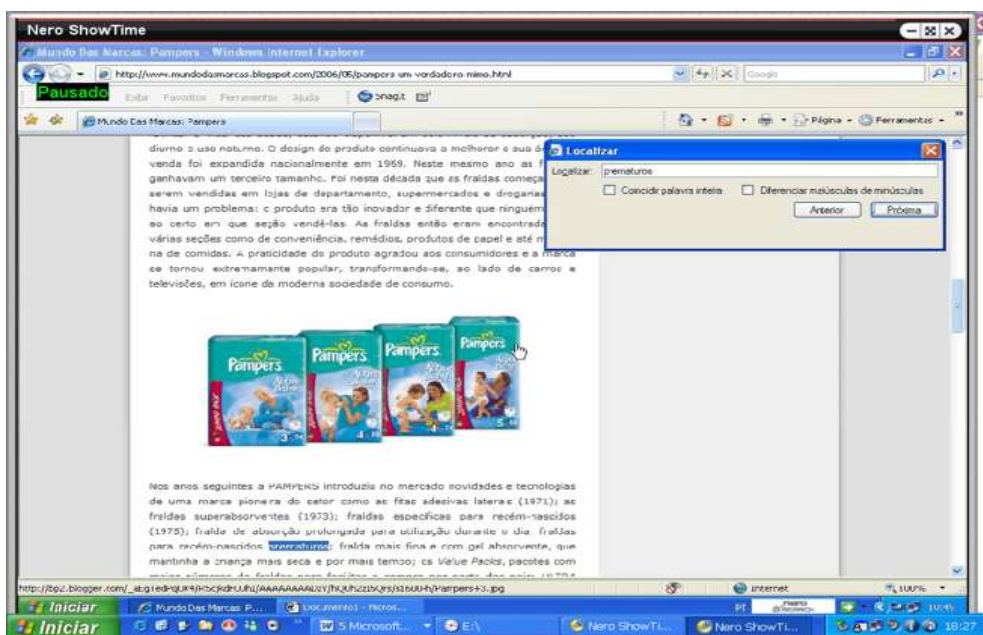 Nero ShowTime
Mundo Das Marcas: Pampers - Windows Internet Explorer
http://www.mundodasmarcas.blogspot.com/2006/06/pampers-um-verdadeiro-mimo.html
Google
Pausado
Exibir Favoritos Ferramentas Ajuda
SnagIt
Mundo Das Marcas: Pampers
Página
Ferramentas
diurno e uso noturno. O design do produto continuava a melhorar e sua
venda foi expandida nacionalmente em 1969. Neste mesmo ano as f
ganhavam um terceiro tamanho. Foi nesta década que as fraldas começa
serem vendidas em lojas de departamento, supermercados e drogarias
havia um problema: o produto era tão inovador e diferente que ninguém
ao certo em que seção vendê-las. As fraldas então eram encontrada
várias seções como de conveniência, remédios, produtos de papel e até m
na de comidas. A praticidade do produto agradou aos consumidores e a marca
se tornou extremamente popular, transformando-se, ao lado de carros e
televisões, em ícone da moderna sociedade de consumo.
Localizar
Localizar: prematuros
Coincidir palavra inteira
Diferenciar maiúsculas de minúsculas
Anterior
Próxima
Pampers
Pampers
Pampers
Pampers
Nos anos seguintes a PAMPERS introduziu no mercado novidades e tecnologias
de uma marca pioneira do setor como as fitas adesivas laterais (1971); as
fraldas superabsorventes (1973); fraldas específicas para recém-nascidos
(1975); fralda de absorção prolongada para utilização durante o dia; fraldas
para recém-nascidos prematuros; fralda mais fina e com gel absorvente, que
mantinha a criança mais seca e por mais tempo; os Value Packs, pacotes com
Internet
100%
Iniciar
Mundo Das Marcas P...
Documento1 - Micros...
PT
10:45
Iniciar
5 Microsoft...
E:\
Nero ShowTi...
Nero ShowTi...
18:27